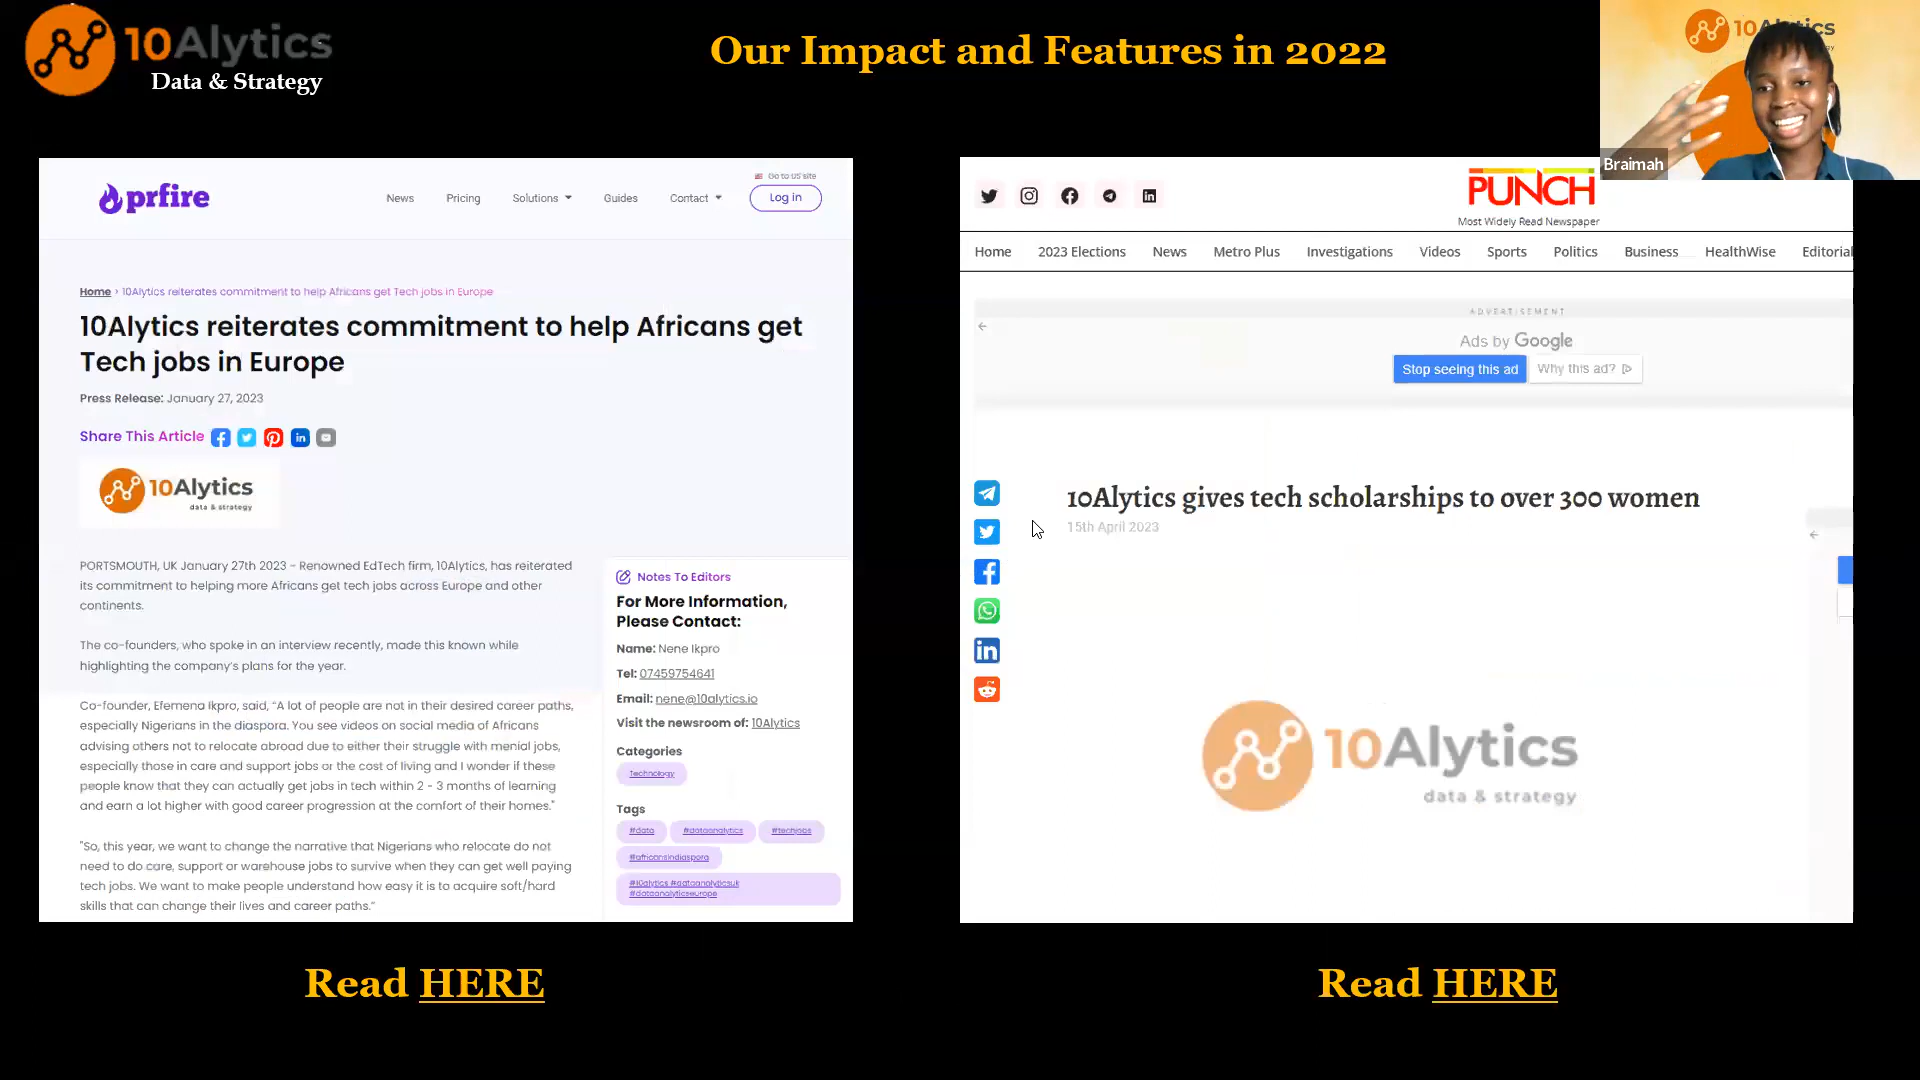 10Alytics
Data & Strategy
Our Impact and Features in 2022
10Alytics
Braimah
prfire
News
Pricing
Solutions
Guides
Contact
Go to US site
Log in
Home › 10Alytics reiterates commitment to help Africans get Tech jobs in Europe
10Alytics reiterates commitment to help Africans get
Tech jobs in Europe
Press Release: January 27, 2023
Share This Article
10Alytics
data & strategy
PORTSMOUTH, UK January 27th 2023 - Renowned EdTech firm, 10Alytics, has reiterated
its commitment to helping more Africans get tech jobs across Europe and other
continents.
The co-founders, who spoke in an interview recently, made this known while
highlighting the company's plans for the year.
Co-founder, Efemena Ikpro, said, “A lot of people are not in their desired career paths,
especially Nigerians in the diaspora. You see videos on social media of Africans
advising others not to relocate abroad due to either their struggle with menial jobs,
especially those in care and support jobs or the cost of living and I wonder if these
people know that they can actually get jobs in tech within 2 - 3 months of learning
and earn a lot higher with good career progression at the comfort of their homes.”
"So, this year, we want to change the narrative that Nigerians who relocate do not
need to do care, support or warehouse jobs to survive when they can get well paying
tech jobs. We want to make people understand how easy it is to acquire soft/hard
skills that can change their lives and career paths.”
Notes To Editors
For More Information,
Please Contact:
Name: Nene Ikpro
Tel: 07459754641
Email: nene@10alytics.io
Visit the newsroom of: 10Alytics
Categories
Technology
Tags
#data
#dataanalytics
#techjobs
#africansindiaspora
#10alytics #dataanalyticsuk
#dataanalyticseurope
Read HERE
PUNCH
Most Widely Read Newspaper
Home
2023 Elections
News
Metro Plus
Investigations
Videos
Sports
Politics
Business
HealthWise
Editorial
ADVERTISEMENT
Ads by Google
Stop seeing this ad
Why this ad?
10Alytics gives tech scholarships to over 300 women
15th April 2023
10Alytics
data & strategy
Read HERE